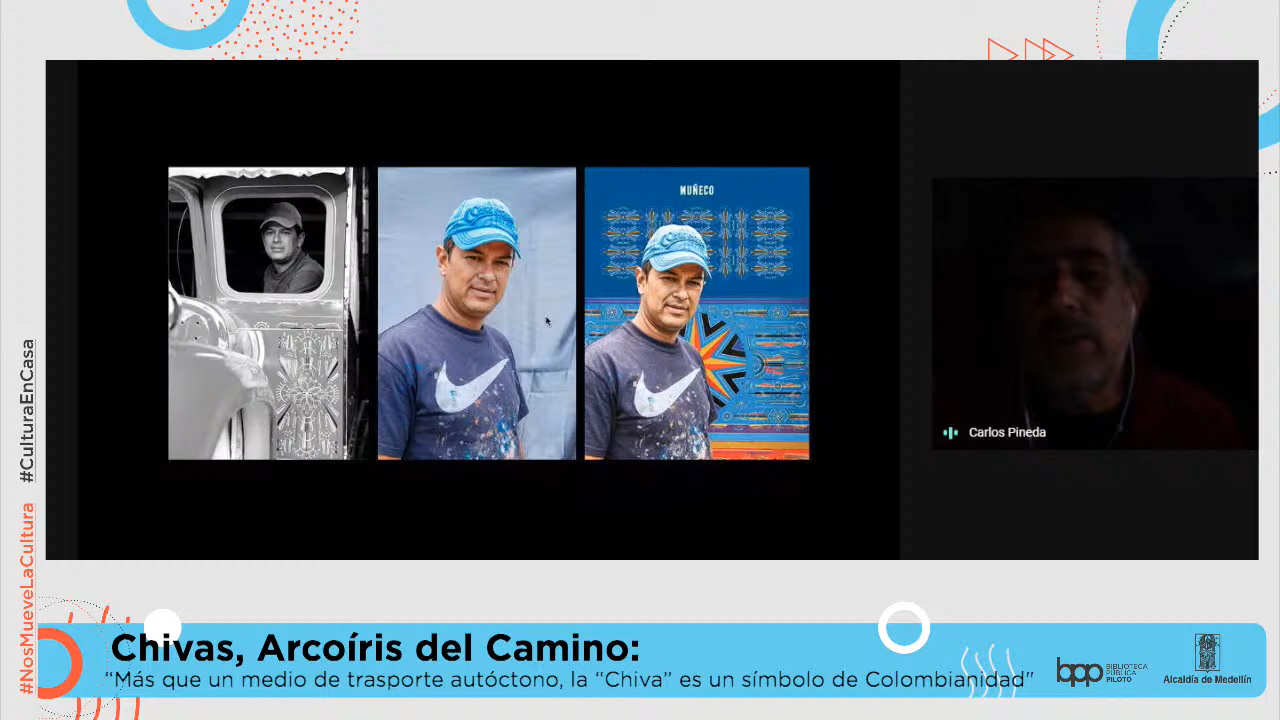 MUÑECO
Carlos Pineda
#NosMueveLaCultura #CulturaEnCasa
Chivas, Arcoíris del Camino:
“Más que un medio de trasporte autóctono, la “Chiva” es un símbolo de Colombianidad"
bpp
BIBLIOTECA
PÚBLICA
PILOTO
Alcaldía de Medellín